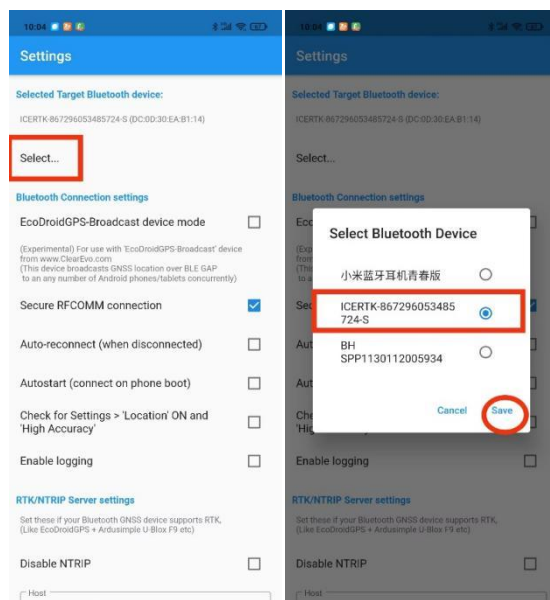 10:04
Settings
Selected Target Bluetooth device:
ICERTK-867296053485724-S (DC:0D:30:EA:B1:14)
Select...
Bluetooth Connection settings
EcoDroidGPS-Broadcast device mode
(Experimental) For use with 'EcoDroidGPS-Broadcast' device
from www.ClearEvo.com
(This device broadcasts GNSS location over BLE GAP
to an any number of Android phones/tablets concurrently)
Secure RFCOMM connection
Auto-reconnect (when disconnected)
Autostart (connect on phone boot)
Check for Settings > 'Location' ON and
'High Accuracy'
Enable logging
RTK/NTRIP Server settings
Set these if your Bluetooth GNSS device supports RTK,
(Like EcoDroidGPS + Ardusimple U-Blox F9 etc)
Disable NTRIP
Host
10:04
Settings
Selected Target Bluetooth device:
ICERTK-867296053485724-S (DC:0D:30:EA:B1:14)
Select...
Bluetooth Connection settings
Select Bluetooth Device
小米蓝牙耳机青春版
ICERTK-867296053485
724-S
BH
SPP1130112005934
Cancel
Save
Enable logging
RTK/NTRIP Server settings
Set these if your Bluetooth GNSS device supports RTK,
(Like EcoDroidGPS + Ardusimple U-Blox F9 etc)
Disable NTRIP
Host